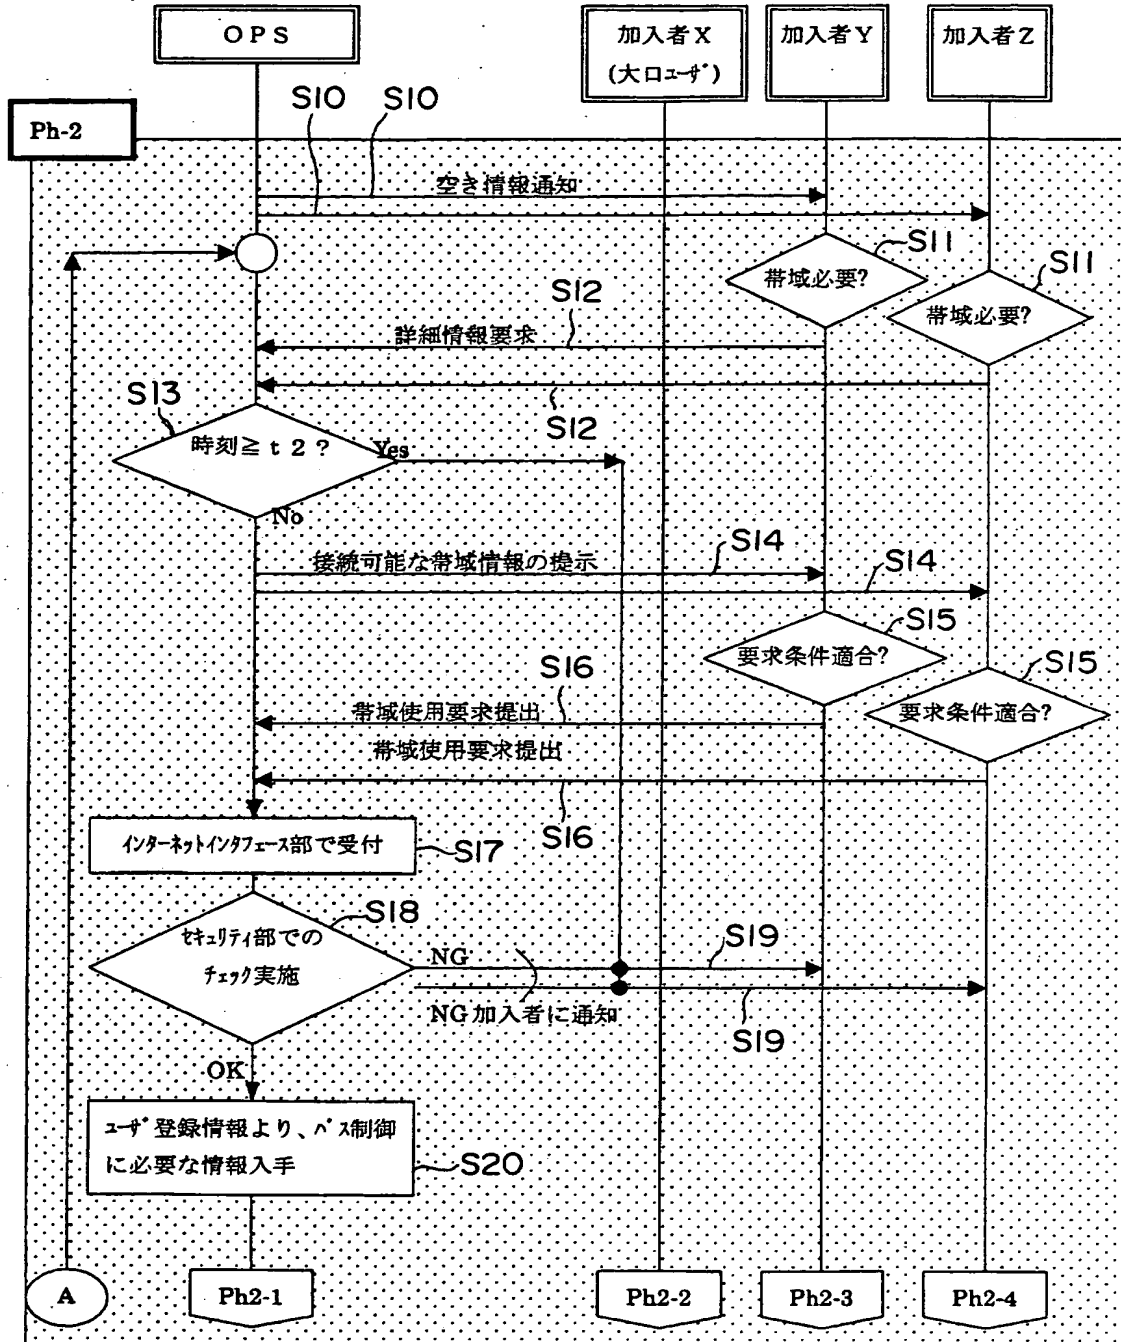 OPS
加入者X
(大口ユーザ)
加入者Y
加入者Z
Ph-2
S10
S10
空き情報通知
S11
帯域必要?
S11
帯域必要?
S12
詳細情報要求
S12
S13
時刻≧t2?
Yes
No
S14
接続可能な帯域情報の提示
S14
S15
要求条件適合?
S15
要求条件適合?
S16
帯域使用要求提出
帯域使用要求提出
S16
インターネットインタフェース部で受付
S17
S18
セキュリティ部での
チェック実施
NG
S19
NG加入者に通知
S19
OK
ユーザ登録情報より、パス制御
に必要な情報入手
S20
A
Ph2-1
Ph2-2
Ph2-3
Ph2-4